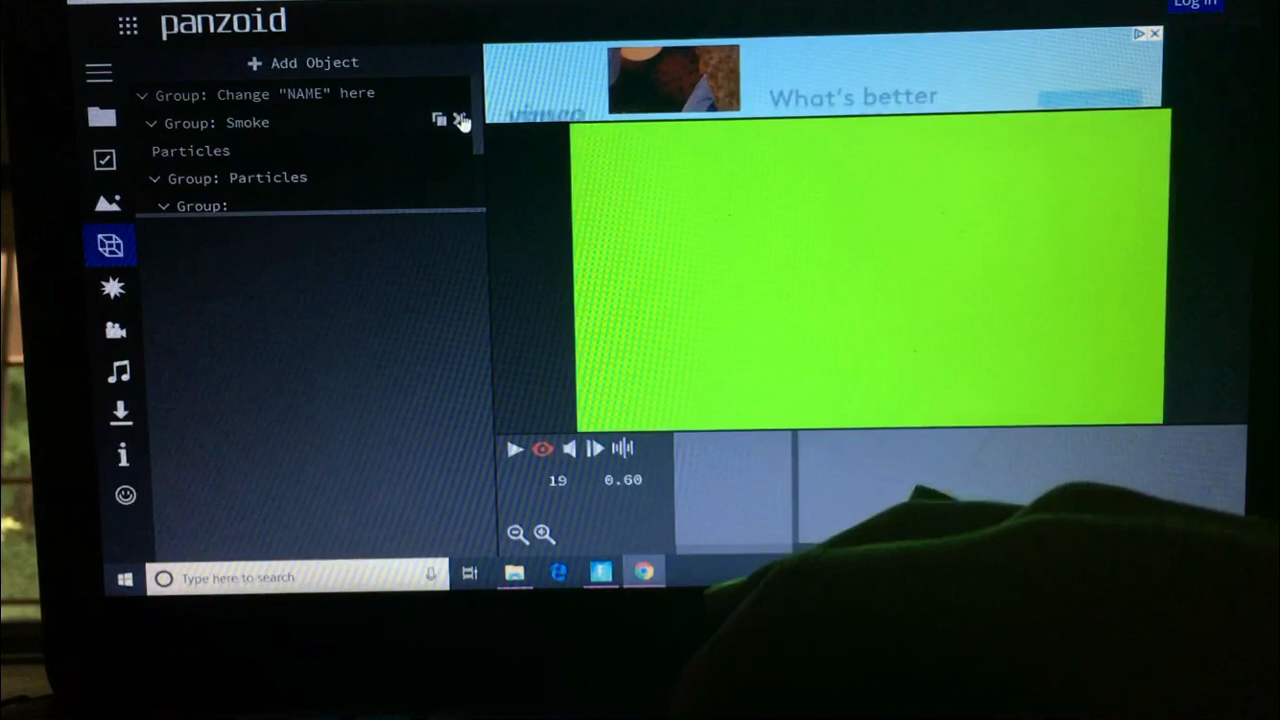 Log in
panzoid
+ Add Object
Group: Change "NAME" here
Group: Smoke
Particles
Group: Particles
Group:
vimeo
What's better
19
0.60
Type here to search